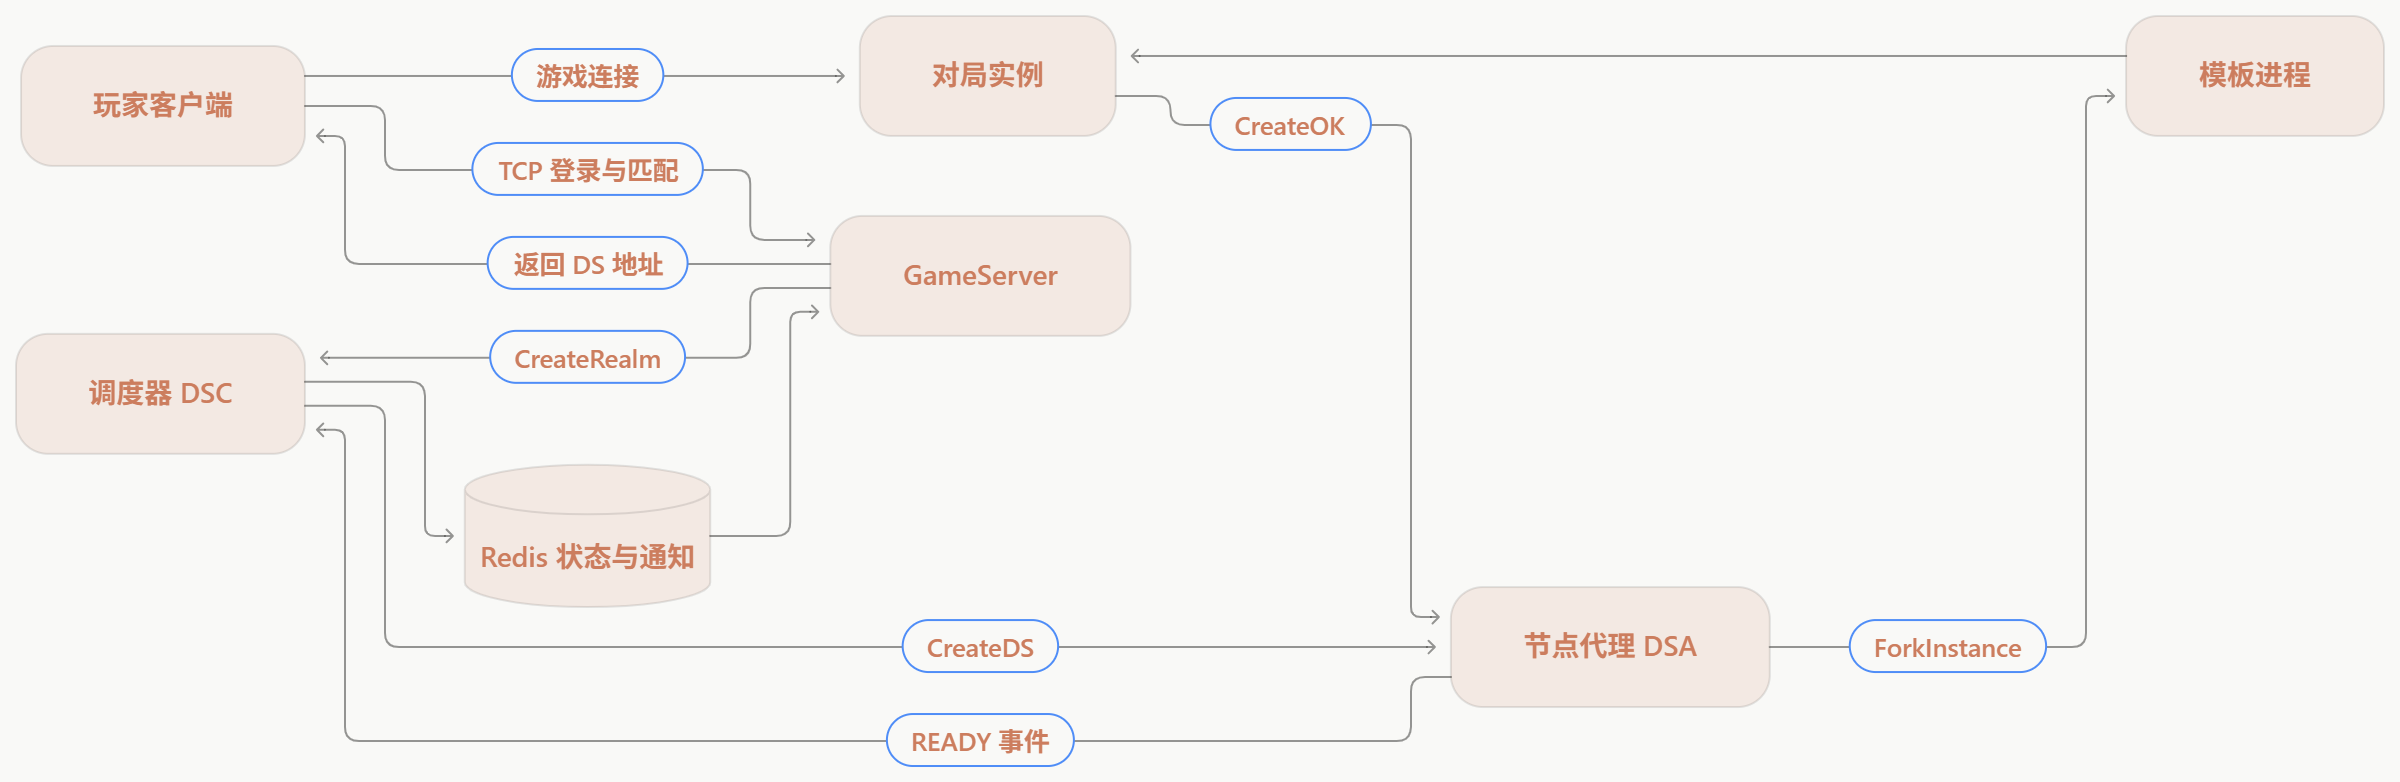 玩家客户端
游戏连接
对局实例
模板进程
CreateOK
TCP 登录与匹配
返回 DS 地址
GameServer
CreateRealm
调度器 DSC
Redis 状态与通知
CreateDS
节点代理 DSA
ForkInstance
READY 事件